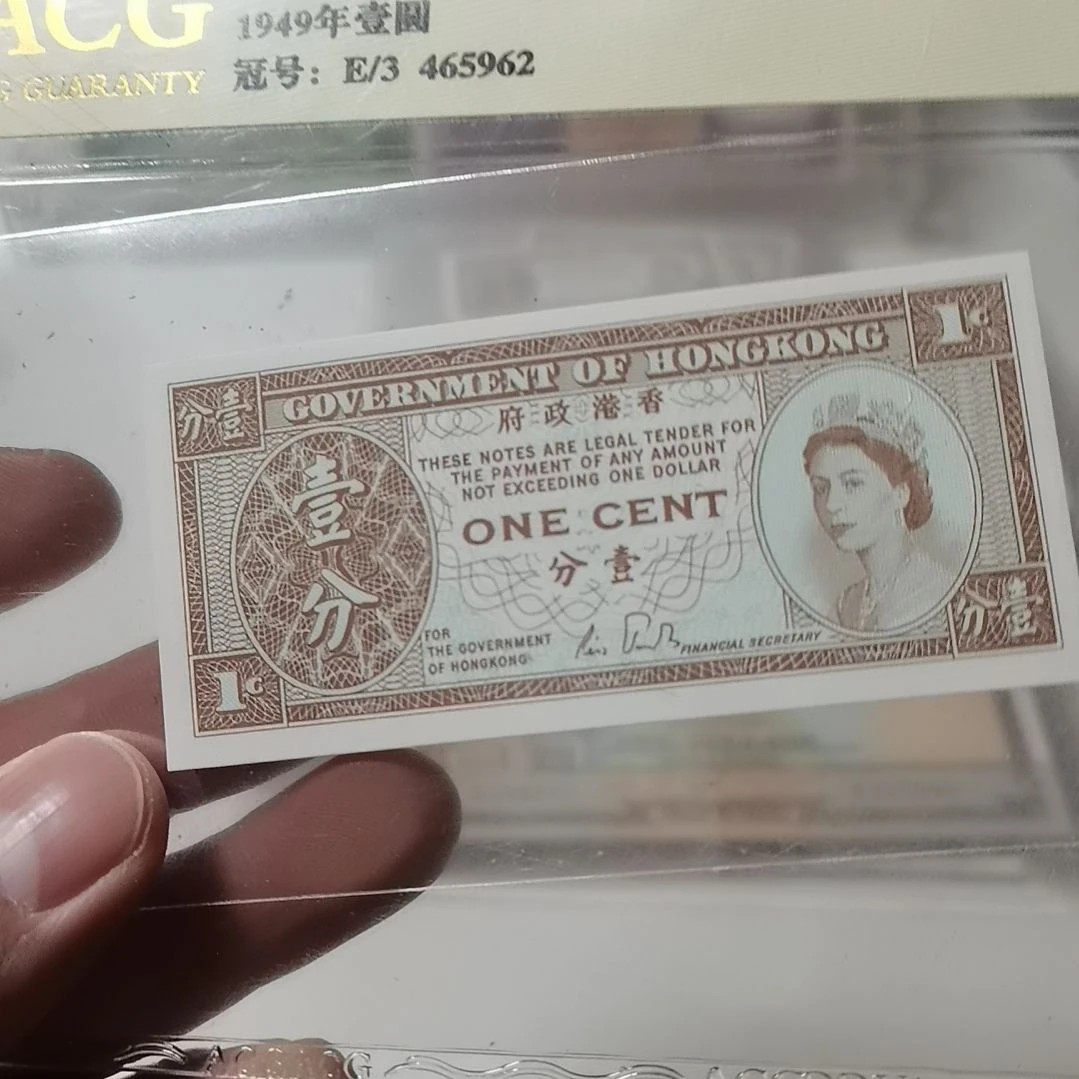 ACG
GUARANTY
1949年壹圓
冠号: E/3 465962
GOVERNMENT OF HONGKONG
1¢
分壹
府政港香
THESE NOTES ARE LEGAL TENDER FOR
THE PAYMENT OF ANY AMOUNT
NOT EXCEEDING ONE DOLLAR
ONE CENT
分壹
壹
分
FOR
THE GOVERNMENT
OF HONGKONG
FINANCIAL SECRETARY
分壹
1¢